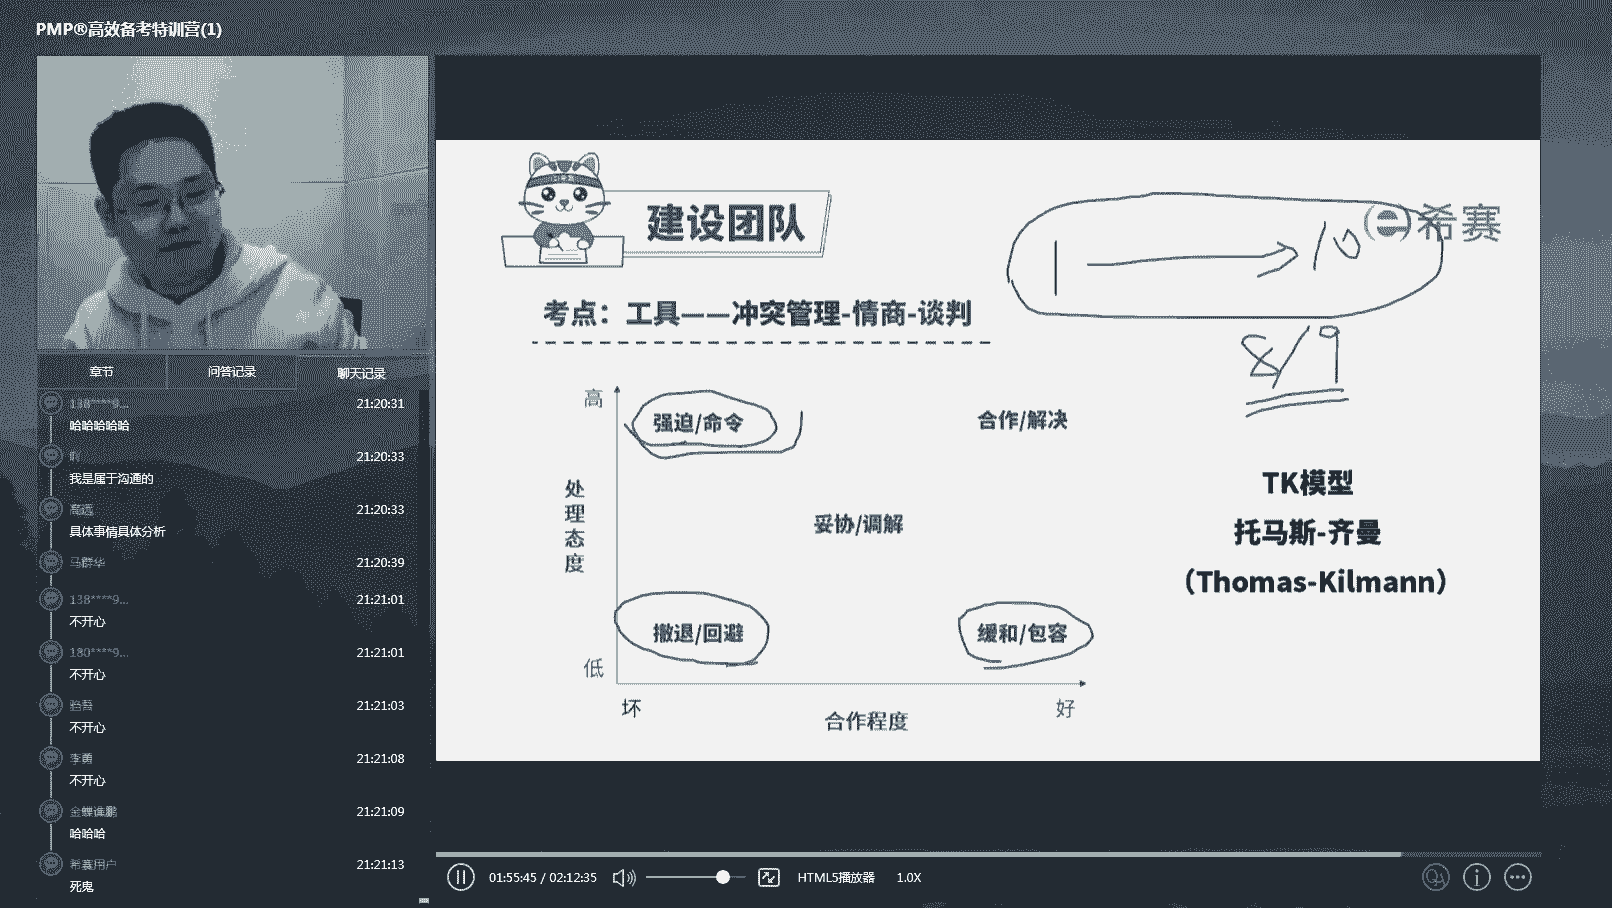 PMP®高效备考特训营(1)
章节
问答记录
聊天记录
138****9... 21:20:31
哈哈哈哈哈
21:20:33
我是属于沟通的
高远 21:20:33
具体事情具体分析
马群华 21:20:39
138****9... 21:21:01
不开心
180****9... 21:21:01
不开心
21:21:03
不开心
李勇 21:21:08
不开心
21:21:09
哈哈哈
希赛用户 21:21:13
死鬼
建设团队
希赛
1 → 10
8/9
考点：工具——冲突管理-情商-谈判
高
强迫/命令
合作/解决
处理态度
妥协/调解
撤退/回避
缓和/包容
低
坏
合作程度
好
TK模型
托马斯-齐曼
（Thomas-Kilmann）
01:55:45 / 02:12:35
HTML5播放器
1.0X